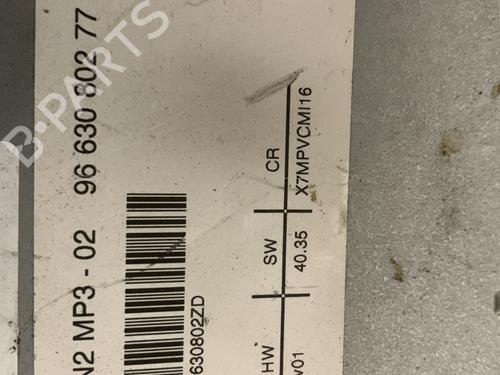 N2 MP3 - 02 96 630 802 77
630802ZD
HW SW CR
v01 40.35 X7MPVCMI16
B-PARTS